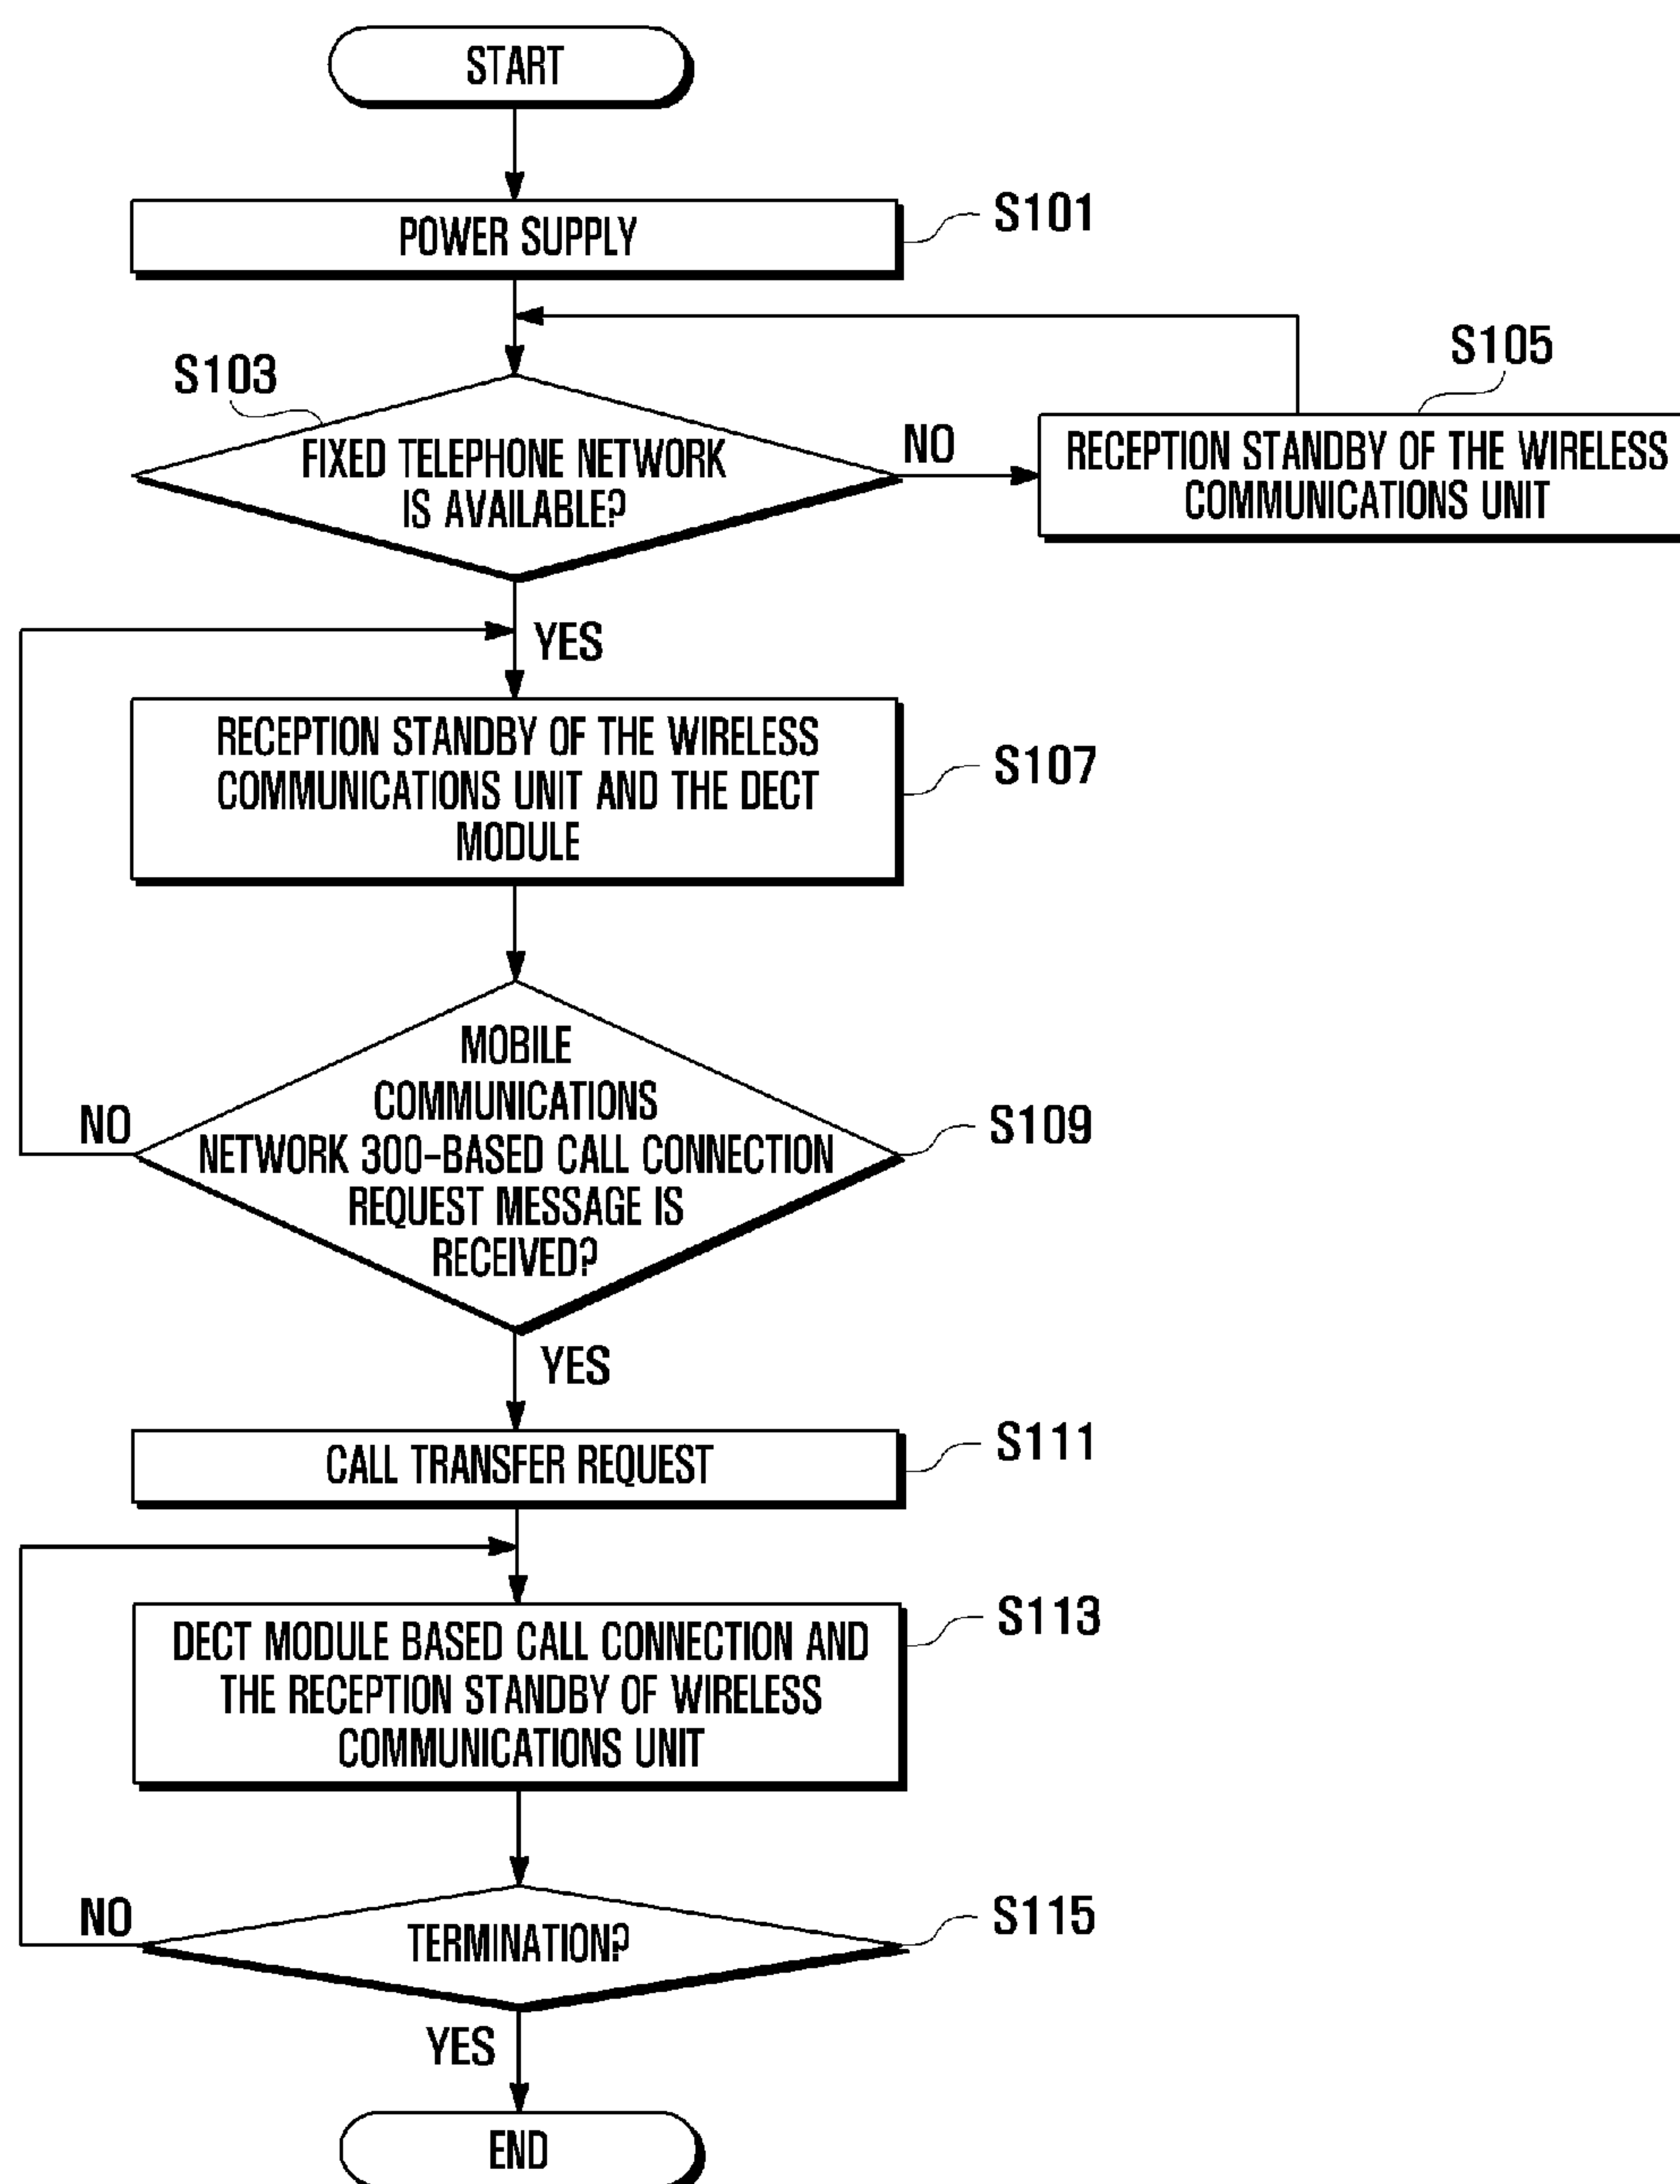 START
POWER SUPPLY
S101
S103
S105
FIXED TELEPHONE NETWORK
IS AVAILABLE?
NO
RECEPTION STANDBY OF THE WIRELESS
COMMUNICATIONS UNIT
YES
RECEPTION STANDBY OF THE WIRELESS
COMMUNICATIONS UNIT AND THE DECT
MODULE
S107
MOBILE
COMMUNICATIONS
NETWORK 300-BASED CALL CONNECTION
REQUEST MESSAGE IS
RECEIVED?
NO
S109
YES
CALL TRANSFER REQUEST
S111
DECT MODULE BASED CALL CONNECTION AND
THE RECEPTION STANDBY OF WIRELESS
COMMUNICATIONS UNIT
S113
NO
TERMINATION?
S115
YES
END